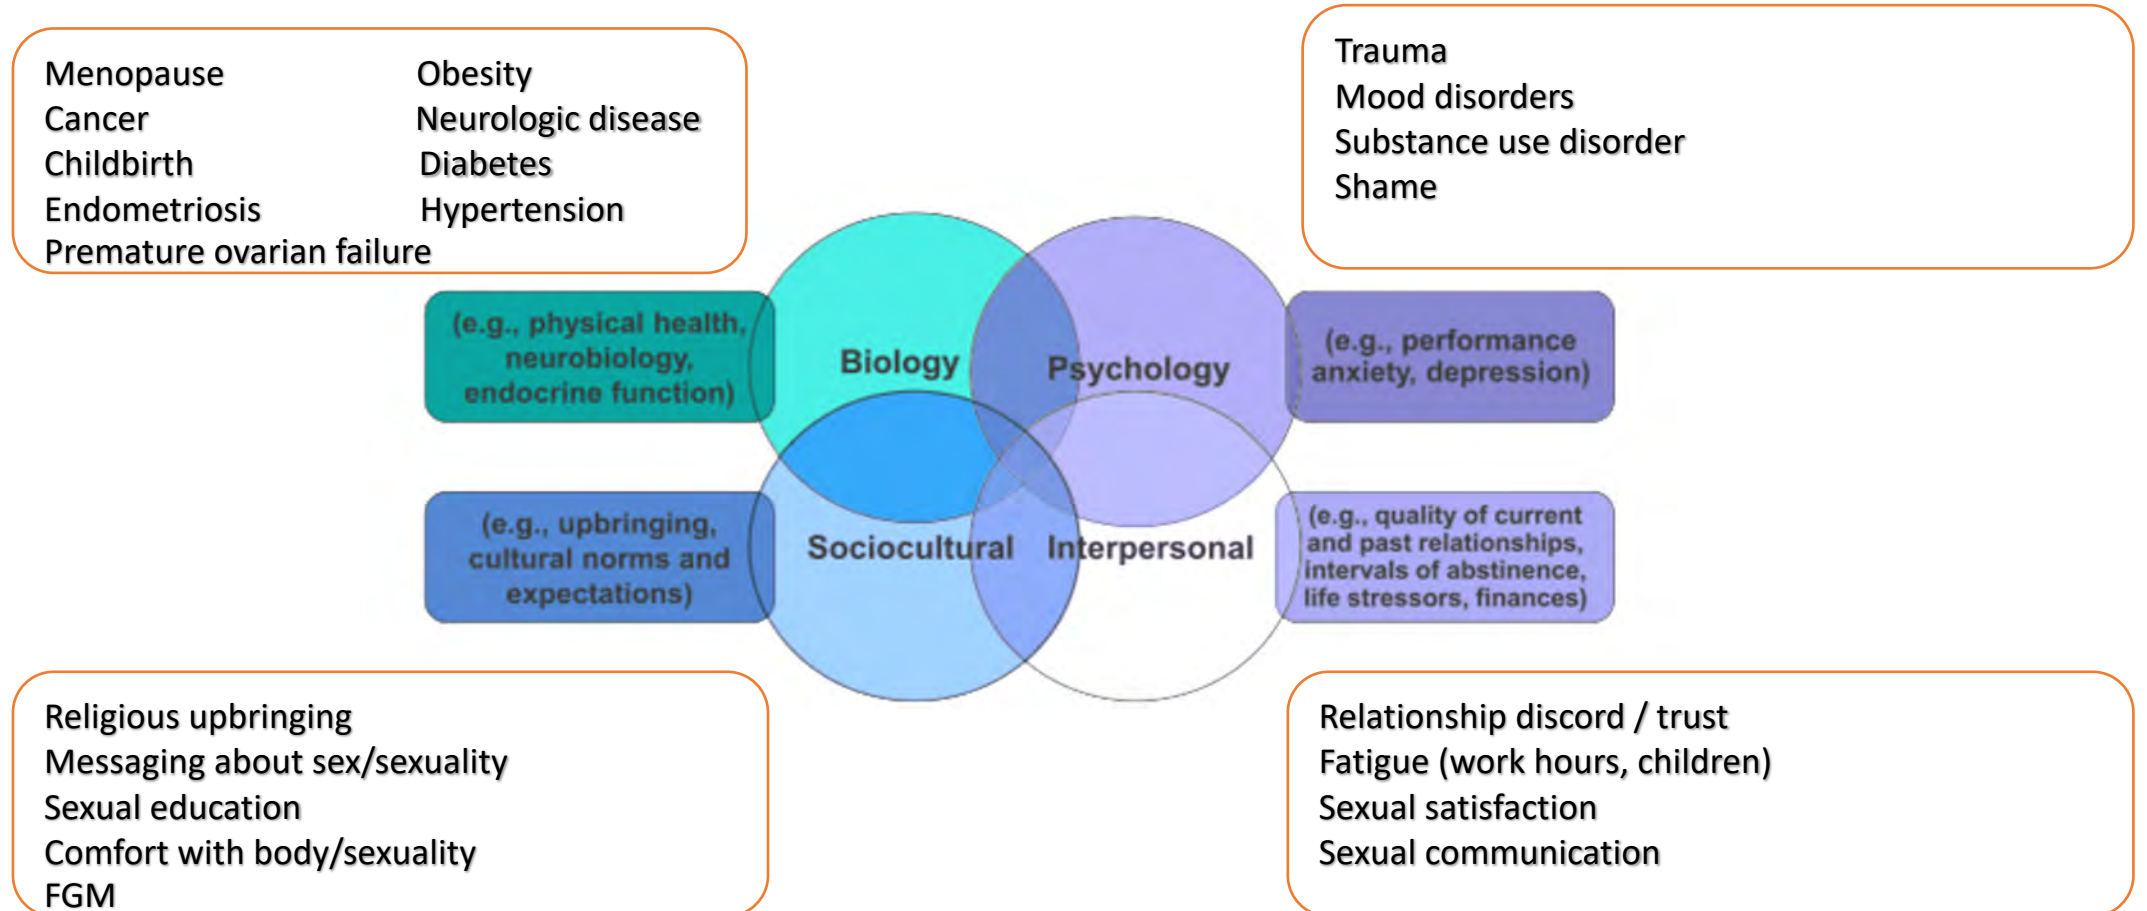 Menopause
Cancer
Childbirth
Endometriosis
Premature ovarian failure
Obesity
Neurologic disease
Diabetes
Hypertension
Trauma
Mood disorders
Substance use disorder
Shame
(e.g., physical health,
neurobiology,
endocrine function)
Biology
Psychology
(e.g., performance
anxiety, depression)
(e.g., upbringing,
cultural norms and
expectations)
Sociocultural
Interpersonal
(e.g., quality of current
and past relationships,
intervals of abstinence,
life stressors, finances)
Religious upbringing
Messaging about sex/sexuality
Sexual education
Comfort with body/sexuality
FGM
Relationship discord / trust
Fatigue (work hours, children)
Sexual satisfaction
Sexual communication